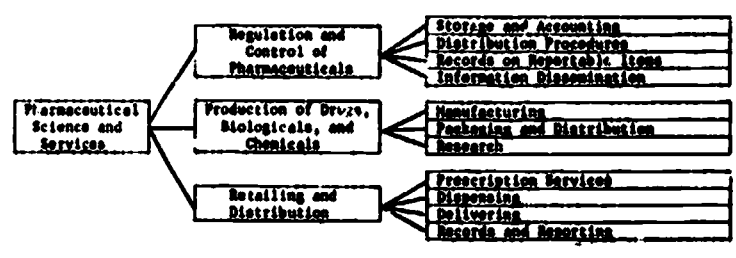 Pharmaceutical
Science and
Services
Regulation and
Control of
Pharmaceuticals
Storage and Accounting
Distribution Procedures
Records on Reportable Items
Information Dissemination
Production of Drugs,
Biologicals, and
Chemicals
Manufacturing
Packaging and Distribution
Research
Retailing and
Distribution
Prescription Services
Dispensing
Delivering
Records and Reporting